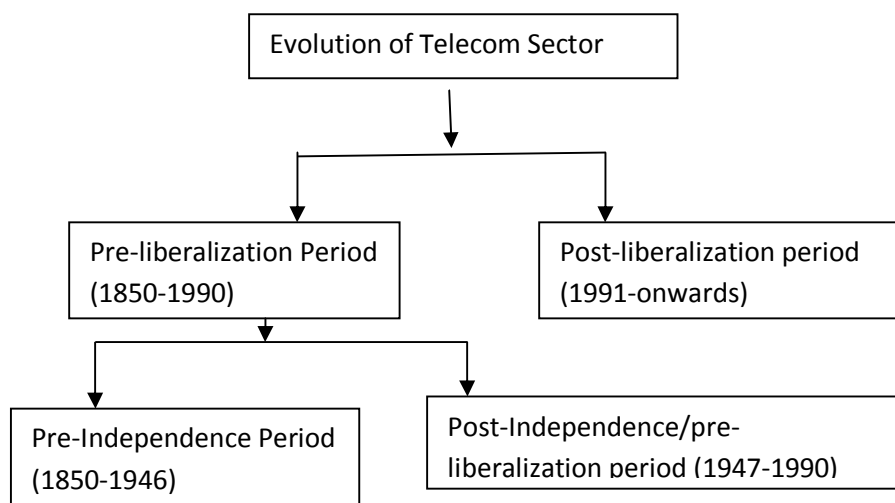 Evolution of Telecom Sector
Pre-liberalization Period
(1850-1990)
Post-liberalization period
(1991-onwards)
Pre-Independence Period
(1850-1946)
Post-Independence/pre-
liberalization period (1947-1990)